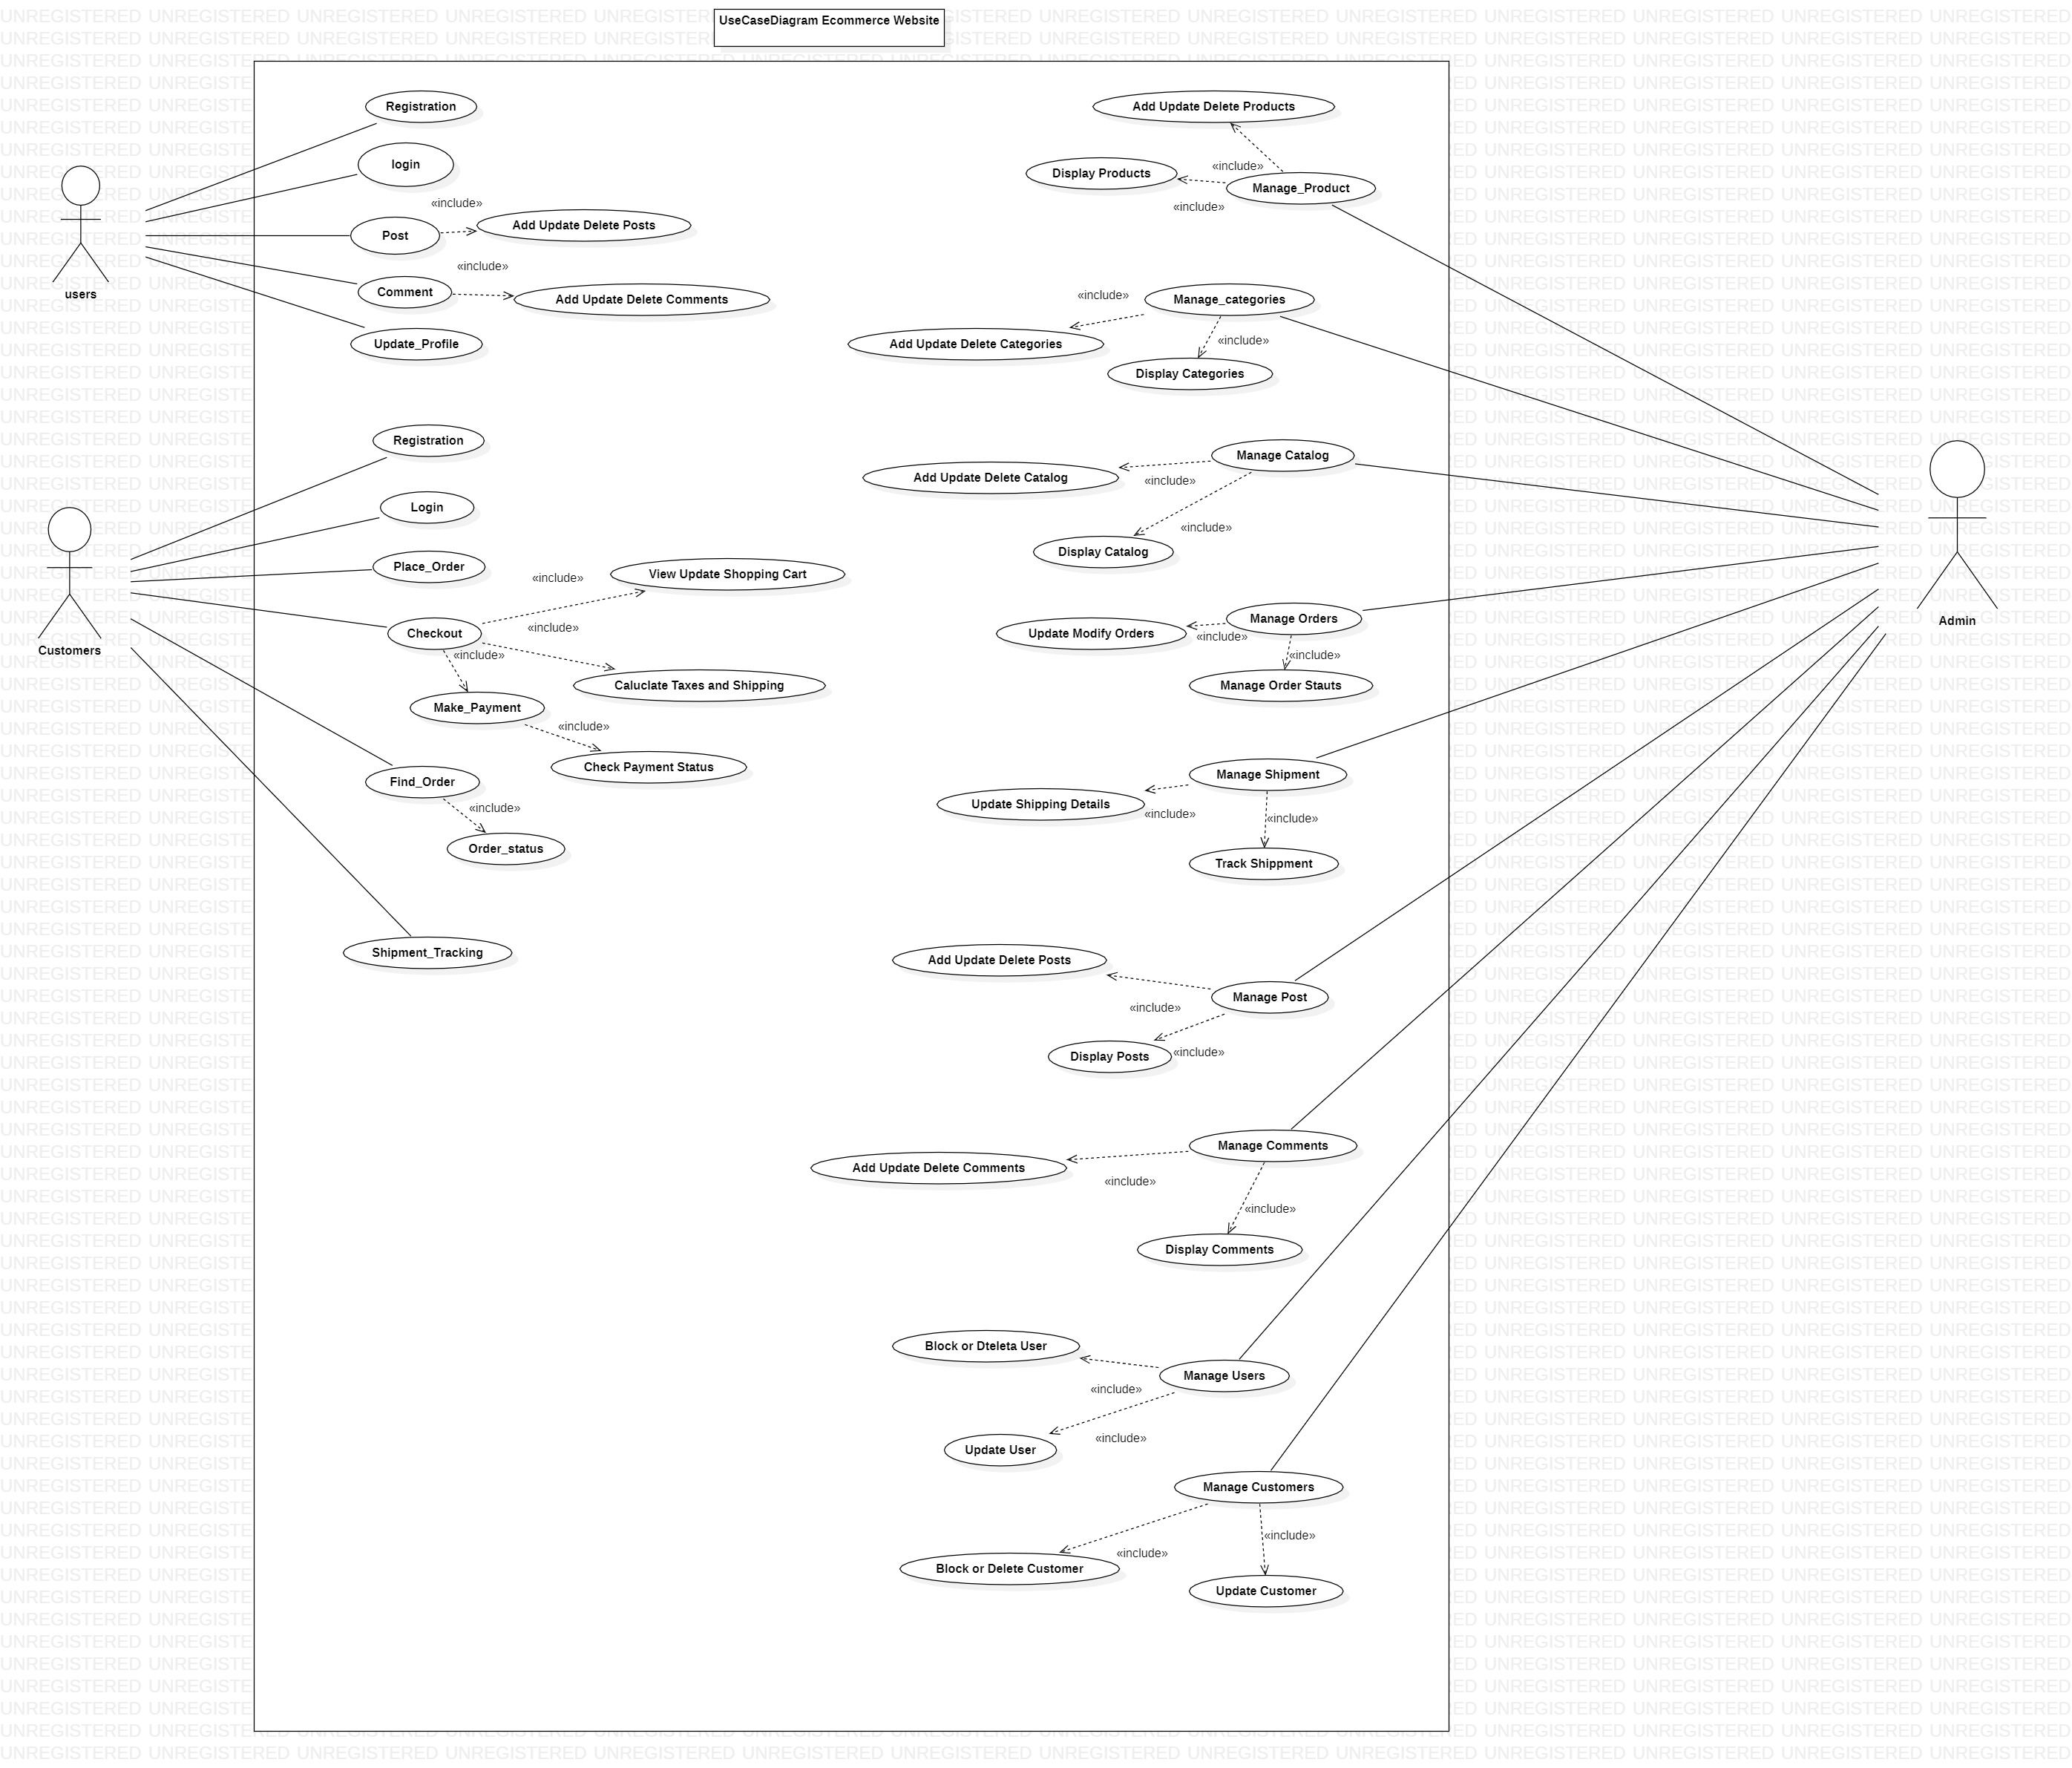 UseCaseDiagram Ecommerce Website
Registration
login
Post
«include»
Add Update Delete Posts
Comment
«include»
Add Update Delete Comments
Update_Profile
users
Registration
Login
Place_Order
Checkout
«include»
View Update Shopping Cart
«include»
Caluclate Taxes and Shipping
«include»
Make_Payment
«include»
Check Payment Status
Find_Order
«include»
Order_status
Shipment_Tracking
Customers
Add Update Delete Products
«include»
Display Products
Manage_Product
«include»
Manage_categories
«include»
Add Update Delete Categories
«include»
Display Categories
Manage Catalog
Add Update Delete Catalog
«include»
«include»
Display Catalog
Manage Orders
Update Modify Orders
«include»
«include»
Manage Order Stauts
Manage Shipment
Update Shipping Details
«include»
«include»
Track Shippment
Add Update Delete Posts
Manage Post
«include»
Display Posts
«include»
Manage Comments
Add Update Delete Comments
«include»
«include»
Display Comments
Block or Dteleta User
Manage Users
«include»
Update User
«include»
Manage Customers
«include»
«include»
Block or Delete Customer
Update Customer
Admin
UNREGISTERED